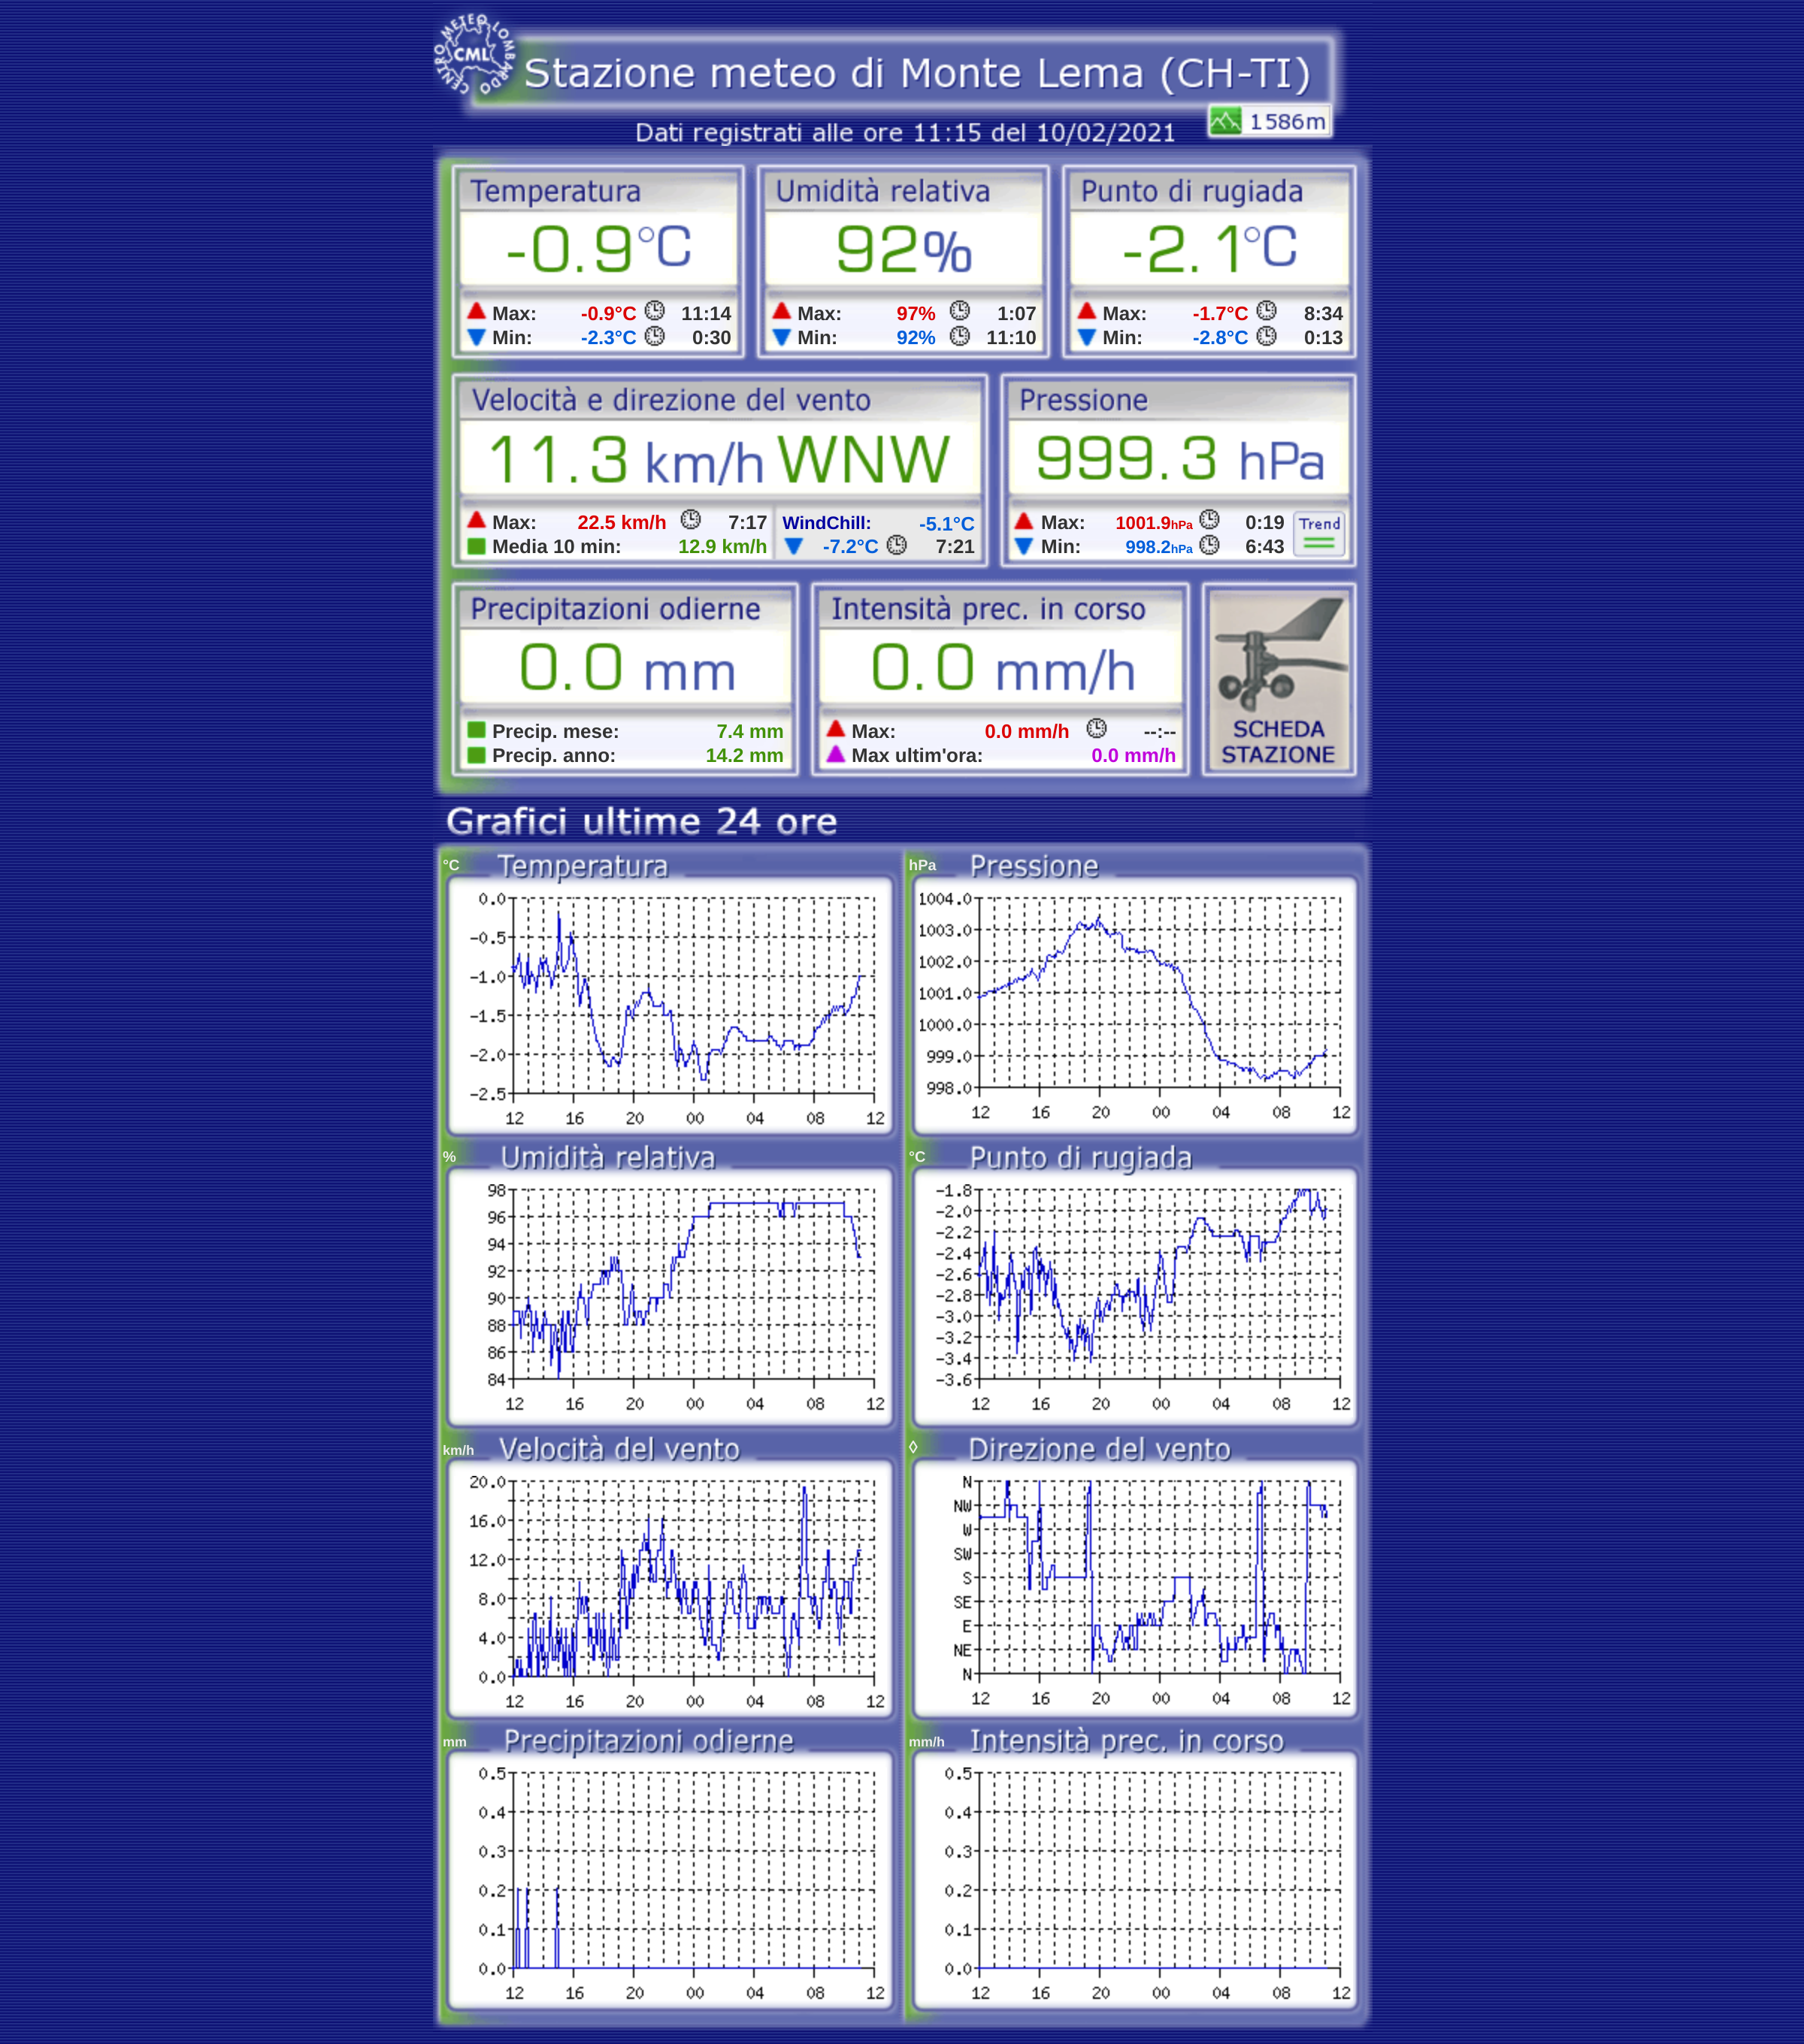 CENTRO METEO LOMBARDO
CML
Stazione meteo di Monte Lema (CH-TI)
1586m
Dati registrati alle ore 11:15 del 10/02/2021
Temperatura Umidità relativa Punto di rugiada
-0.9°C 92% -2.1°C
Max: -0.9°C 11:14 Max: 97% 1:07 Max: -1.7°C 8:34
Min: -2.3°C 0:30 Min: 92% 11:10 Min: -2.8°C 0:13
Velocità e direzione del vento Pressione
11.3 km/h WNW 999.3 hPa
Max: 22.5 km/h 7:17 WindChill: -5.1°C Max: 1001.9hPa 0:19 Trend
Media 10 min: 12.9 km/h -7.2°C 7:21 Min: 998.2hPa 6:43
Precipitazioni odierne Intensità prec. in corso
0.0 mm 0.0 mm/h
Precip. mese: 7.4 mm Max: 0.0 mm/h --:-- SCHEDA
Precip. anno: 14.2 mm Max ultim'ora: 0.0 mm/h STAZIONE
Grafici ultime 24 ore
°C Temperatura
0.0
-0.5
-1.0
-1.5
-2.0
-2.5
12 16 20 00 04 08 12
hPa Pressione
1004.0
1003.0
1002.0
1001.0
1000.0
999.0
998.0
12 16 20 00 04 08 12
% Umidità relativa
98
96
94
92
90
88
86
84
12 16 20 00 04 08 12
°C Punto di rugiada
-1.8
-2.0
-2.2
-2.4
-2.6
-2.8
-3.0
-3.2
-3.4
-3.6
12 16 20 00 04 08 12
km/h Velocità del vento
20.0
16.0
12.0
8.0
4.0
0.0
12 16 20 00 04 08 12
◊ Direzione del vento
N
NW
W
SW
S
SE
E
NE
N
12 16 20 00 04 08 12
mm Precipitazioni odierne
0.5
0.4
0.3
0.2
0.1
0.0
12 16 20 00 04 08 12
mm/h Intensità prec. in corso
0.5
0.4
0.3
0.2
0.1
0.0
12 16 20 00 04 08 12